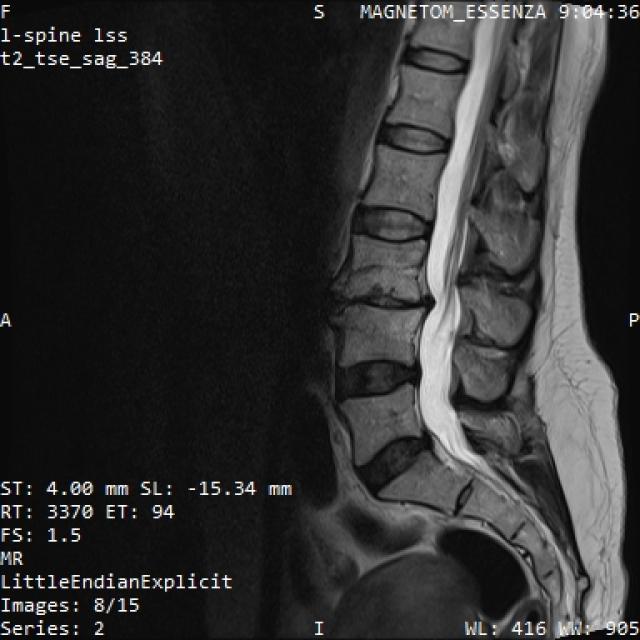 F S MAGNETOM_ESSENZA 9:04:36
l-spine lss
t2_tse_sag_384
A P
ST: 4.00 mm SL: -15.34 mm
RT: 3370 ET: 94
FS: 1.5
MR
LittleEndianExplicit
Images: 8/15
Series: 2 I WL: 416 WW: 905